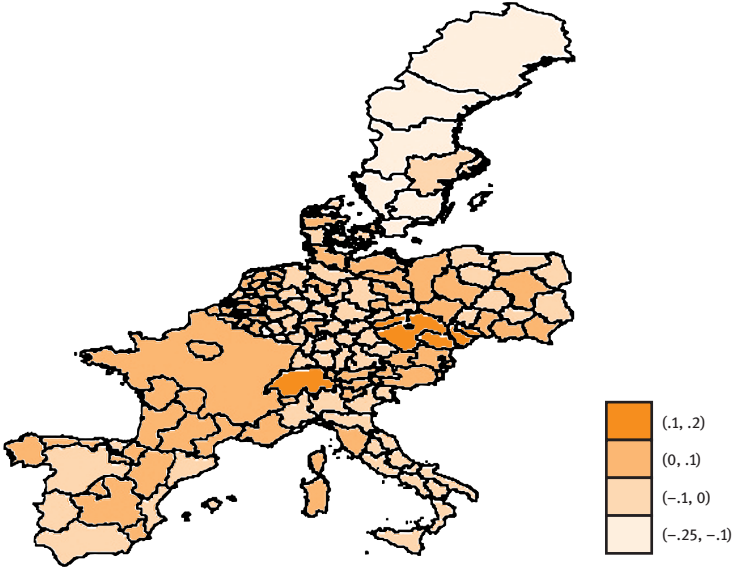 (.1, .2)
(0, .1)
(–.1, 0)
(–.25, –.1)